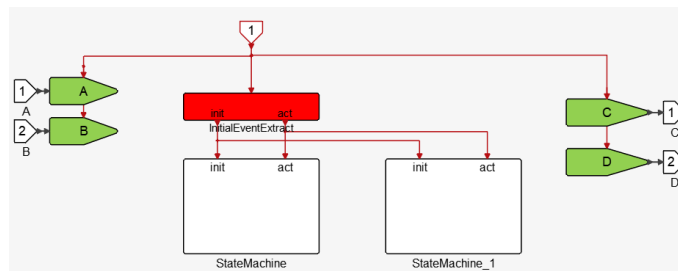 1
1
A
C
1
A
init
act
C
2
B
InitialEventExtract
D
2
B
init
act
init
act
D
StateMachine
StateMachine_1